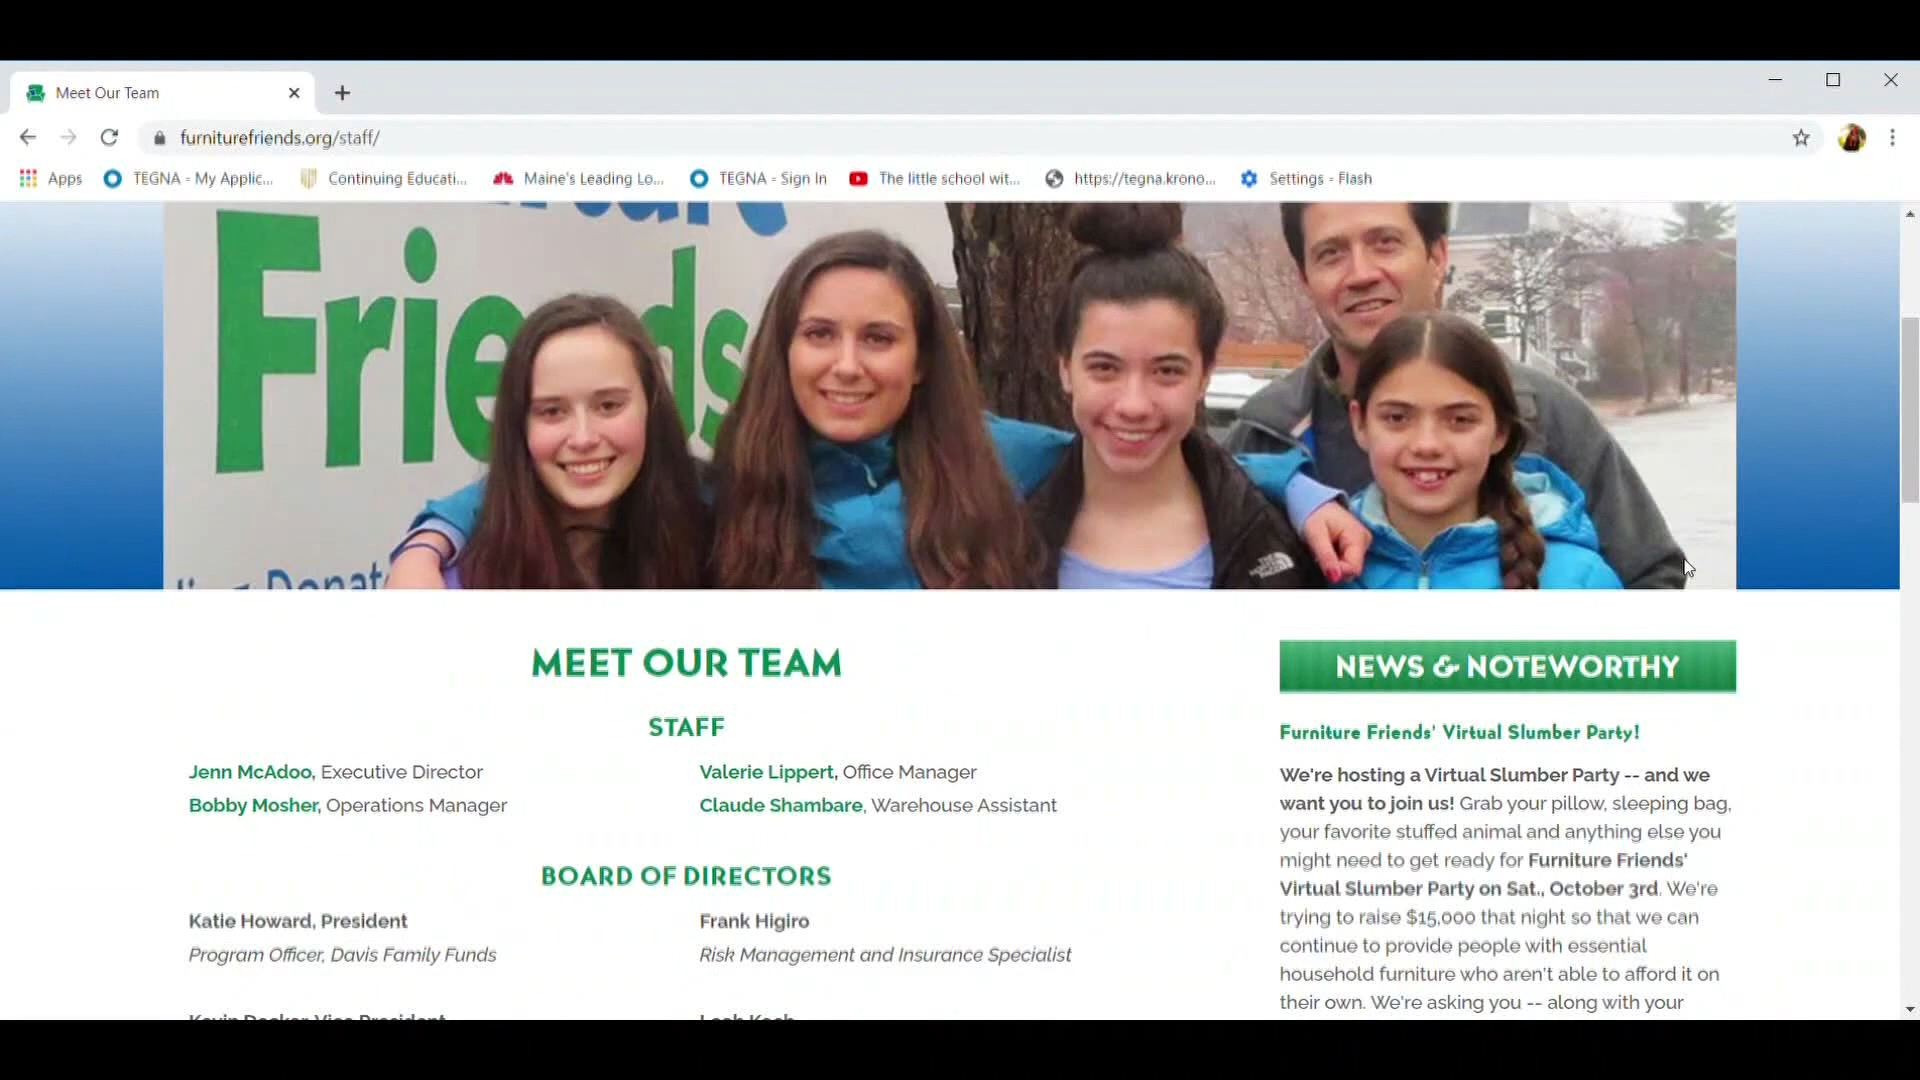 Meet Our Team
furniturefriends.org/staff/
Apps
TEGNA - My Applic...
Continuing Educati...
Maine's Leading Lo...
TEGNA - Sign In
The little school wit...
https://tegna.krono...
Settings - Flash
Friends
MEET OUR TEAM
STAFF
Jenn McAdoo, Executive Director
Valerie Lippert, Office Manager
Bobby Mosher, Operations Manager
Claude Shambare, Warehouse Assistant
BOARD OF DIRECTORS
Katie Howard, President
Frank Higiro
Program Officer, Davis Family Funds
Risk Management and Insurance Specialist
NEWS & NOTEWORTHY
Furniture Friends' Virtual Slumber Party!
We're hosting a Virtual Slumber Party -- and we
want you to join us! Grab your pillow, sleeping bag,
your favorite stuffed animal and anything else you
might need to get ready for Furniture Friends'
Virtual Slumber Party on Sat., October 3rd. We're
trying to raise $15,000 that night so that we can
continue to provide people with essential
household furniture who aren't able to afford it on
their own. We're asking you -- along with your